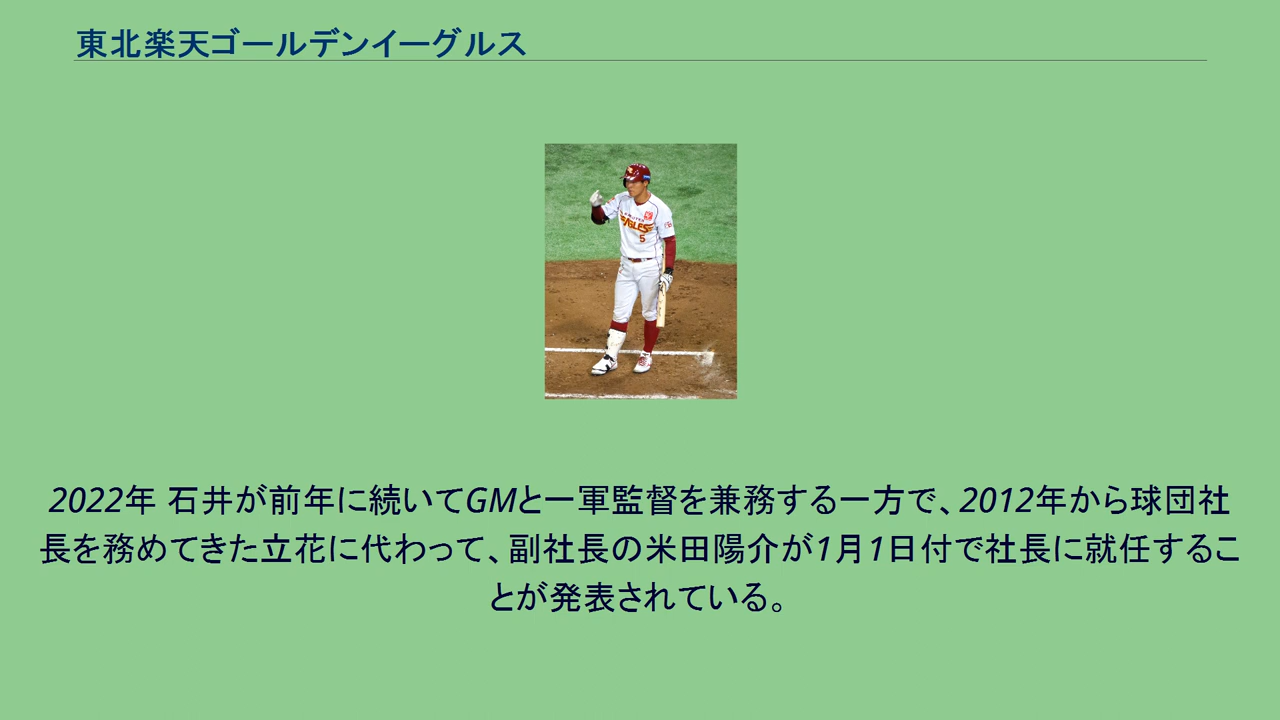 東北楽天ゴールデンイーグルス
EAGLES
5
2022年 石井が前年に続いてGMと一軍監督を兼務する一方で、2012年から球団社
長を務めてきた立花に代わって、副社長の米田陽介が1月1日付で社長に就任するこ
とが発表されている。